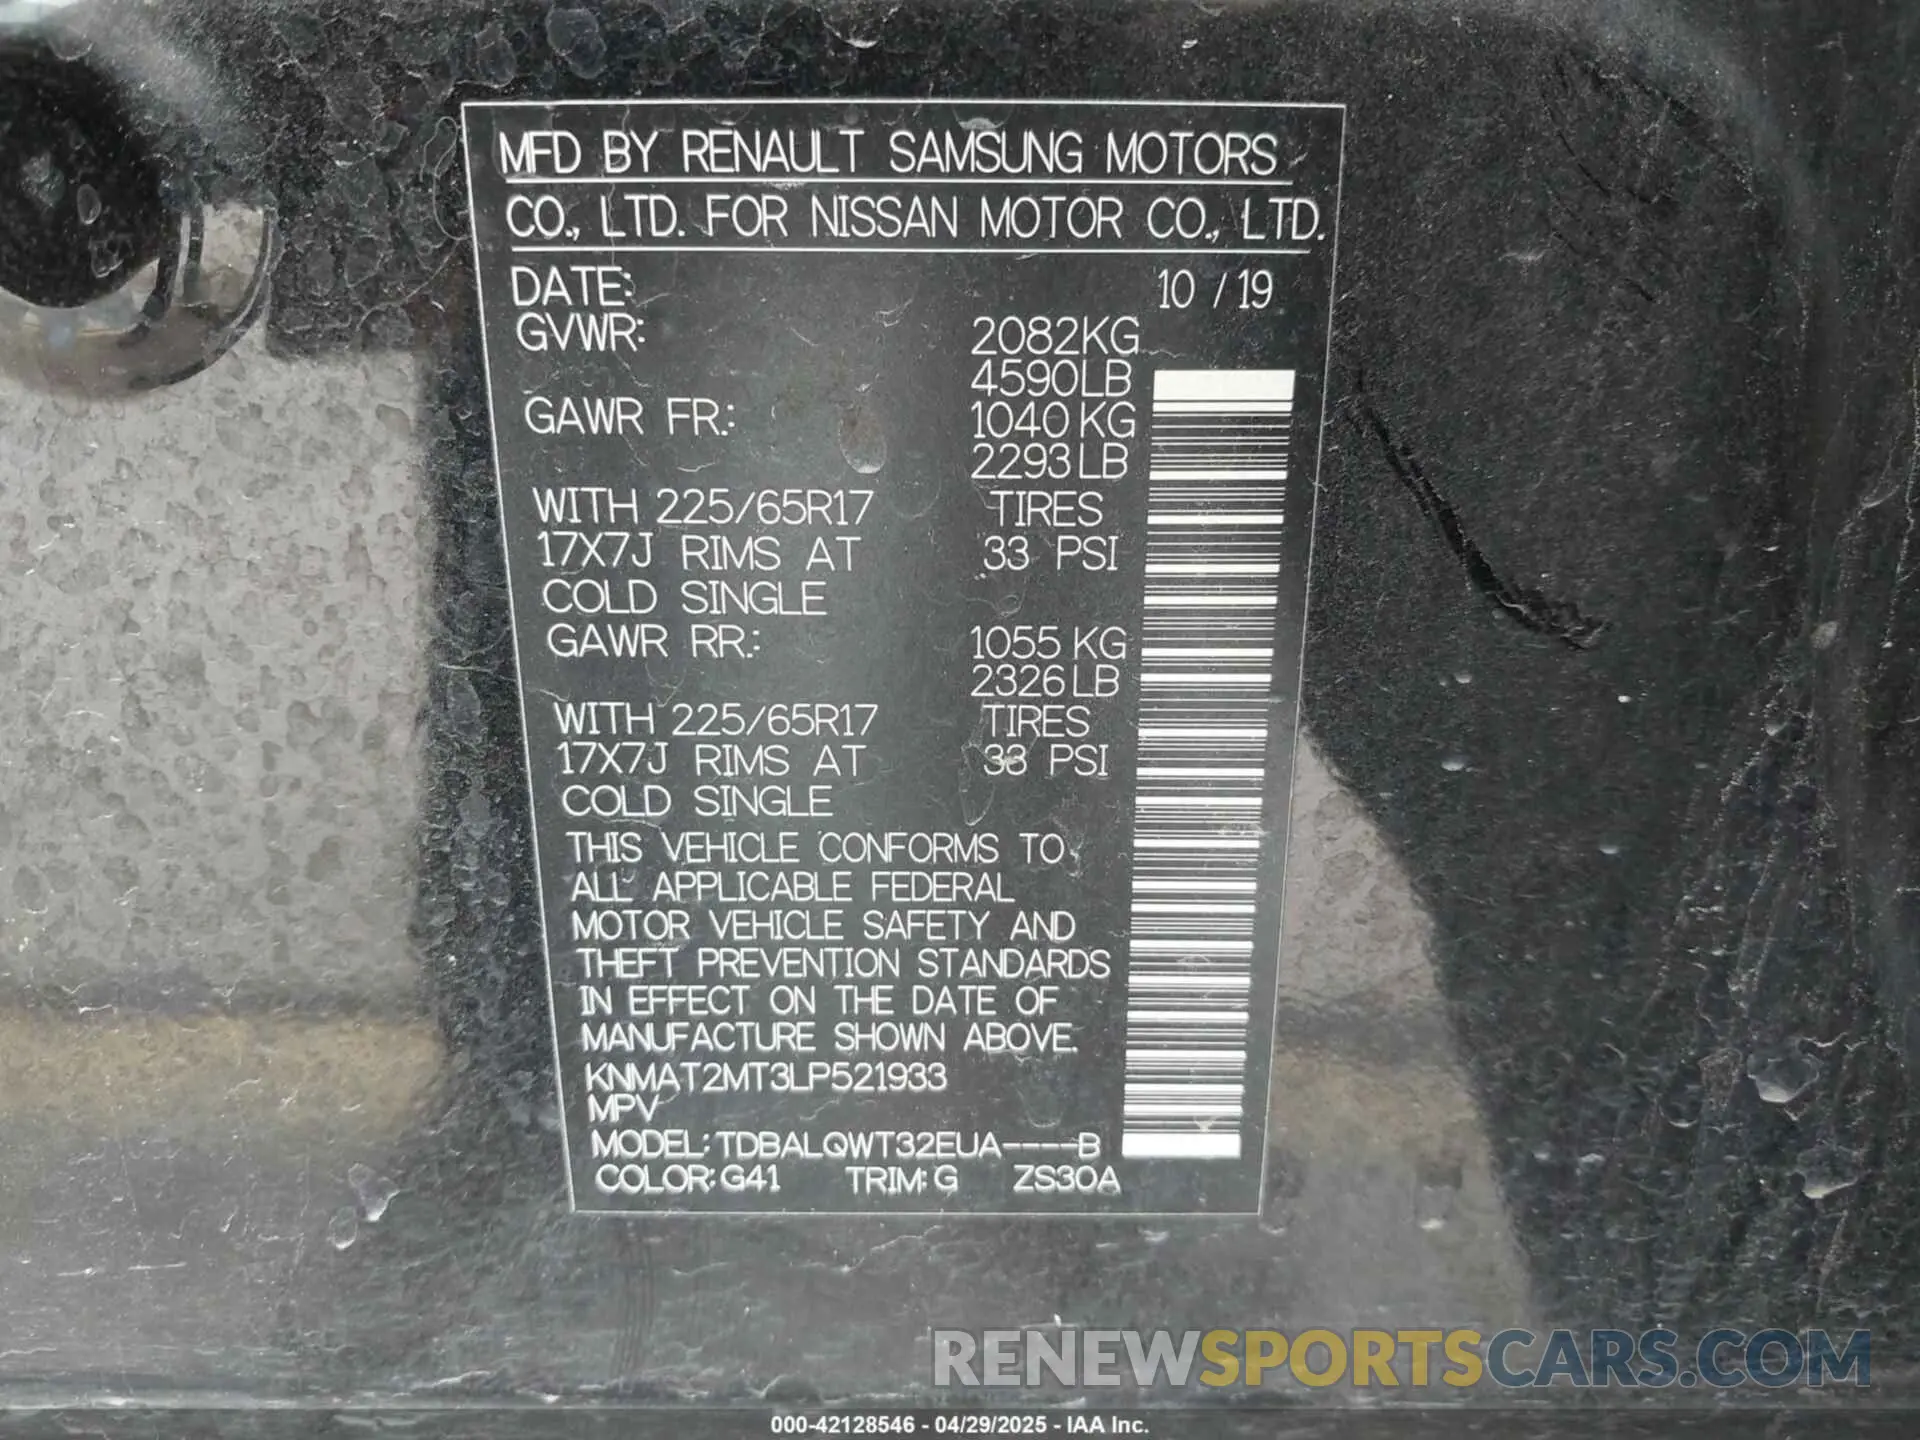 MFD BY RENAULT SAMSUNG MOTORS
CO., LTD. FOR NISSAN MOTOR CO., LTD.
DATE: 10 / 19
GVWR: 2082KG
4590LB
GAWR FR.: 1040 KG
2293LB
WITH 225/65R17 TIRES
17X7J RIMS AT 33 PSI
COLD SINGLE
GAWR RR.: 1055 KG
2326LB
WITH 225/65R17 TIRES
17X7J RIMS AT 33 PSI
COLD SINGLE
THIS VEHICLE CONFORMS TO
ALL APPLICABLE FEDERAL
MOTOR VEHICLE SAFETY AND
THEFT PREVENTION STANDARDS
IN EFFECT ON THE DATE OF
MANUFACTURE SHOWN ABOVE.
KNMAT2MT3LP521933
MPV
MODEL: TDBALQWT32EUA----B
COLOR: G41 TRIM: G ZS30A
RENEWSPORTSCARS.COM
000-42128546 - 04/29/2025 - IAA Inc.